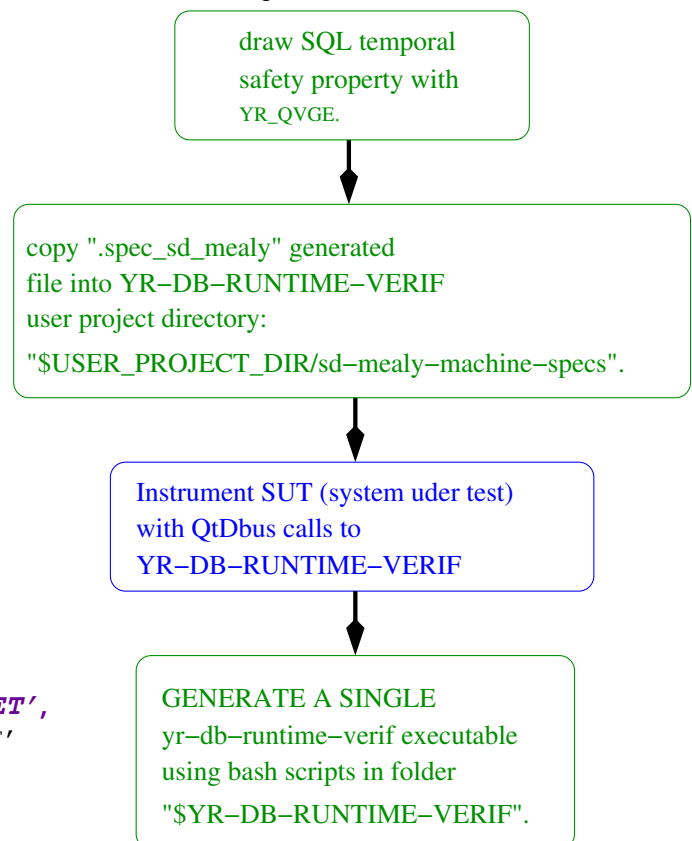 draw SQL temporal
safety property with
YR_QVGE.
copy ".spec_sd_mealy" generated
file into YR−DB−RUNTIME−VERIF
user project directory:
"$USER_PROJECT_DIR/sd−mealy−machine−specs".
Instrument SUT (system uder test)
with QtDbus calls to
YR−DB−RUNTIME−VERIF
ET',
GENERATE A SINGLE
yr−db−runtime−verif executable
using bash scripts in folder
"$YR−DB−RUNTIME−VERIF".